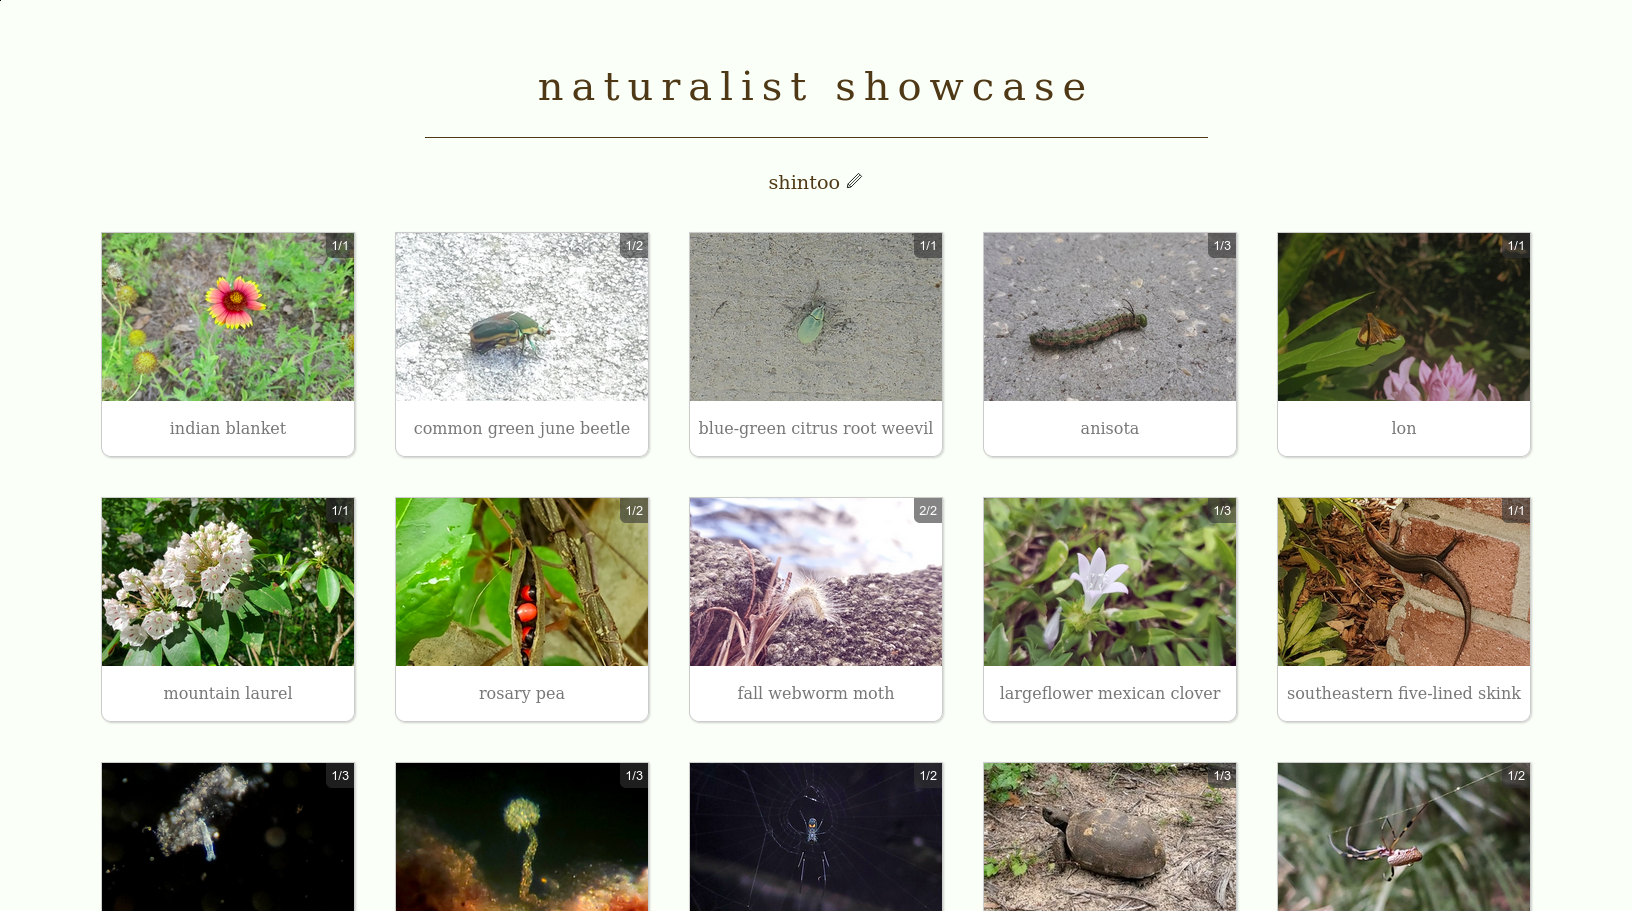 naturalist showcase
shintoo
1/1
1/2
1/1
1/3
1/1
indian blanket
common green june beetle
blue-green citrus root weevil
anisota
lon
1/1
1/2
2/2
1/3
1/1
mountain laurel
rosary pea
fall webworm moth
largeflower mexican clover
southeastern five-lined skink
1/3
1/3
1/2
1/3
1/2